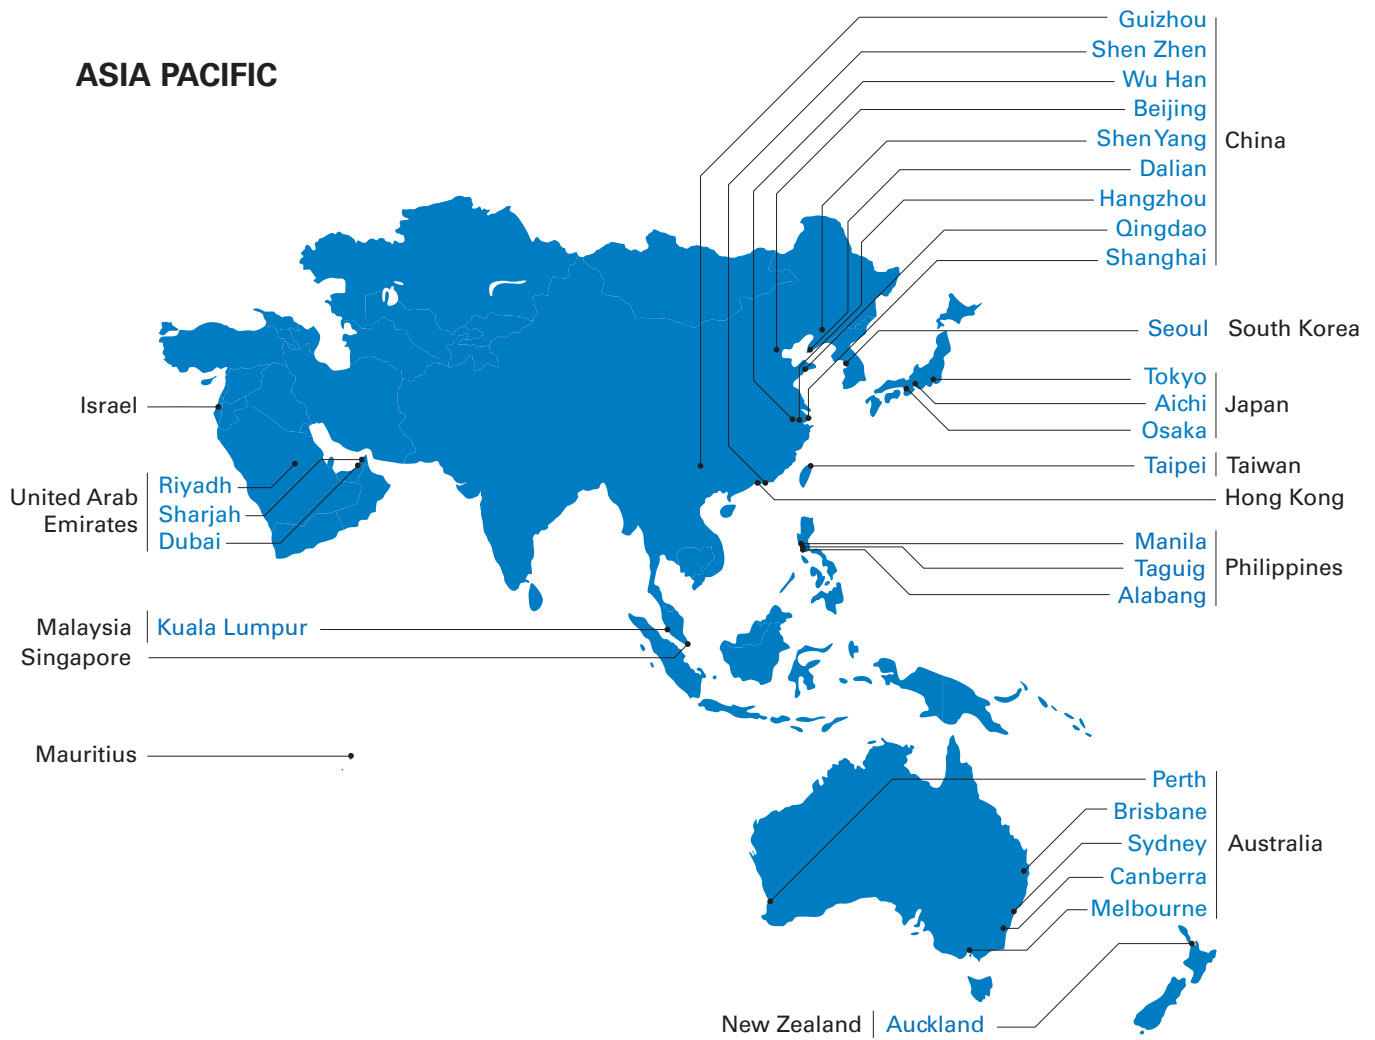 ASIA PACIFIC
Guizhou
Shen Zhen
Wu Han
Beijing
Shen Yang
Dalian
Hangzhou
Qingdao
Shanghai
China
Seoul South Korea
Tokyo
Aichi
Osaka
Japan
Taipei Taiwan
Hong Kong
Manila
Taguig
Alabang
Philippines
Israel
United Arab
Emirates
Riyadh
Sharjah
Dubai
Malaysia Kuala Lumpur
Singapore
Mauritius
Perth
Brisbane
Sydney
Canberra
Melbourne
Australia
New Zealand Auckland